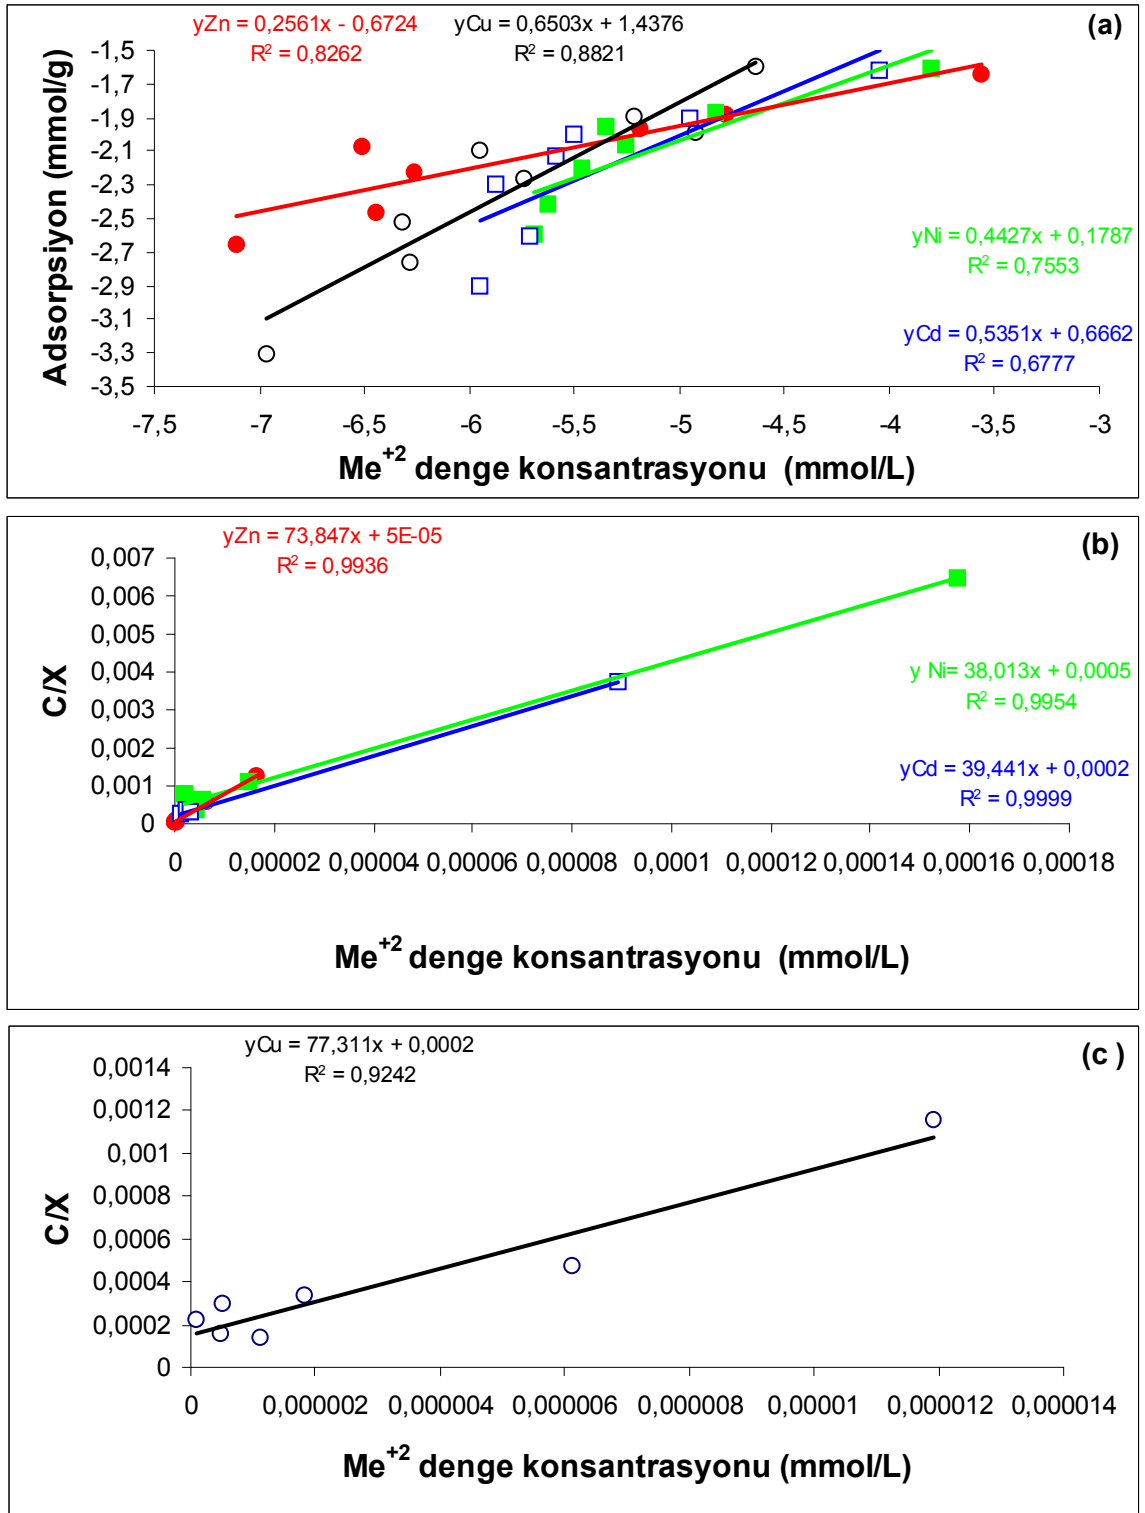 yZn = 0,2561x - 0,6724
R² = 0,8262
yCu = 0,6503x + 1,4376
R² = 0,8821
(a)
Adsorpsiyon (mmol/g)
-1,5
-1,7
-1,9
-2,1
-2,3
-2,5
-2,7
-2,9
-3,1
-3,3
-3,5
yNi = 0,4427x + 0,1787
R² = 0,7553
yCd = 0,5351x + 0,6662
R² = 0,6777
-7,5 -7 -6,5 -6 -5,5 -5 -4,5 -4 -3,5 -3
Me⁺² denge konsantrasyonu (mmol/L)
yZn = 73,847x + 5E-05
R² = 0,9936
(b)
C/X
0,007
0,006
0,005
0,004
0,003
0,002
0,001
0
y Ni= 38,013x + 0,0005
R² = 0,9954
yCd = 39,441x + 0,0002
R² = 0,9999
0 0,00002 0,00004 0,00006 0,00008 0,0001 0,00012 0,00014 0,00016 0,00018
Me⁺² denge konsantrasyonu (mmol/L)
yCu = 77,311x + 0,0002
R² = 0,9242
(c )
C/X
0,0014
0,0012
0,001
0,0008
0,0006
0,0004
0,0002
0
0 0,000002 0,000004 0,000006 0,000008 0,00001 0,000012 0,000014
Me⁺² denge konsantrasyonu (mmol/L)